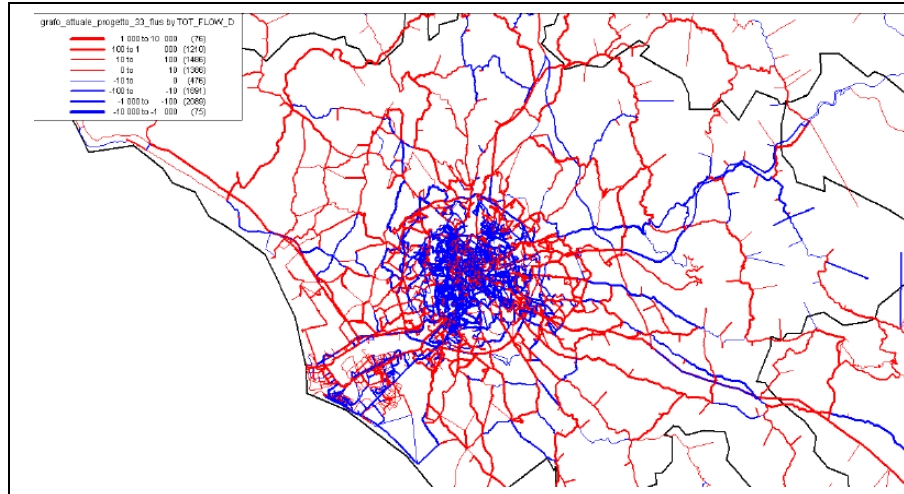 grafo_attuale_progetto_33_flus by TOT_FLOW_D
1 000 to 10 000 (76)
100 to 1 000 (1210)
10 to 100 (1486)
0 to 10 (1386)
-10 to 0 (476)
-100 to -10 (1691)
-1 000 to -100 (2089)
-10 000 to -1 000 (75)